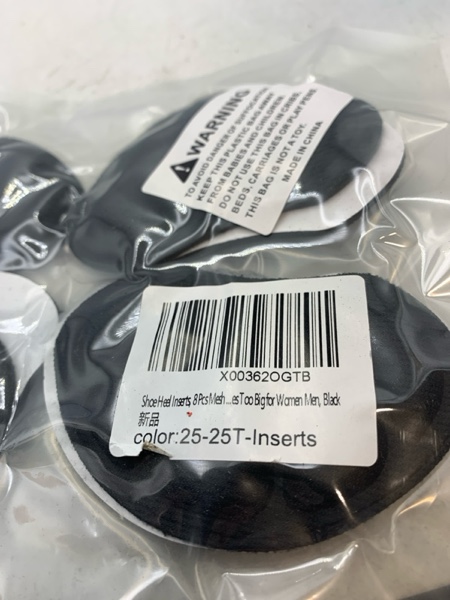 WARNING
TO AVOID DANGER OF SUFFOCATION
KEEP THIS PLASTIC BAG AWAY
FROM BABIES AND CHILDREN.
DO NOT USE THIS BAG IN CRIBS,
BEDS, CARRIAGES OR PLAY PENS
THIS BAG IS NOT A TOY.
MADE IN CHINA
X00362OGTB
Shoe Heel Inserts, 8 Pcs Mesh ...es Too Big for Women Men, Black
新品
color:25-25T-Inserts